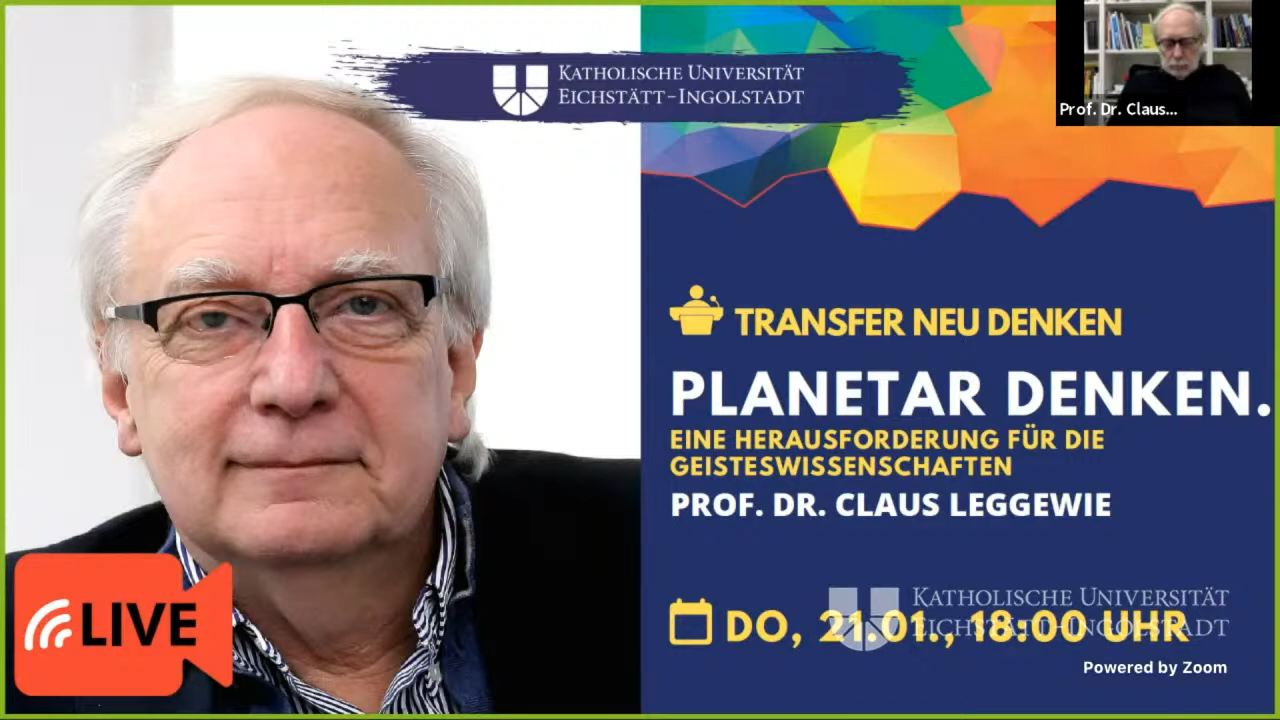 KATHOLISCHE UNIVERSITÄT
EICHSTÄTT-INGOLSTADT
Prof. Dr. Claus...
TRANSFER NEU DENKEN
PLANETAR DENKEN.
EINE HERAUSFORDERUNG FÜR DIE
GEISTESWISSENSCHAFTEN
PROF. DR. CLAUS LEGGEWIE
LIVE
DO, 21.01., 18:00 UHR
KATHOLISCHE UNIVERSITÄT
EICHSTÄTT-INGOLSTADT
Powered by Zoom